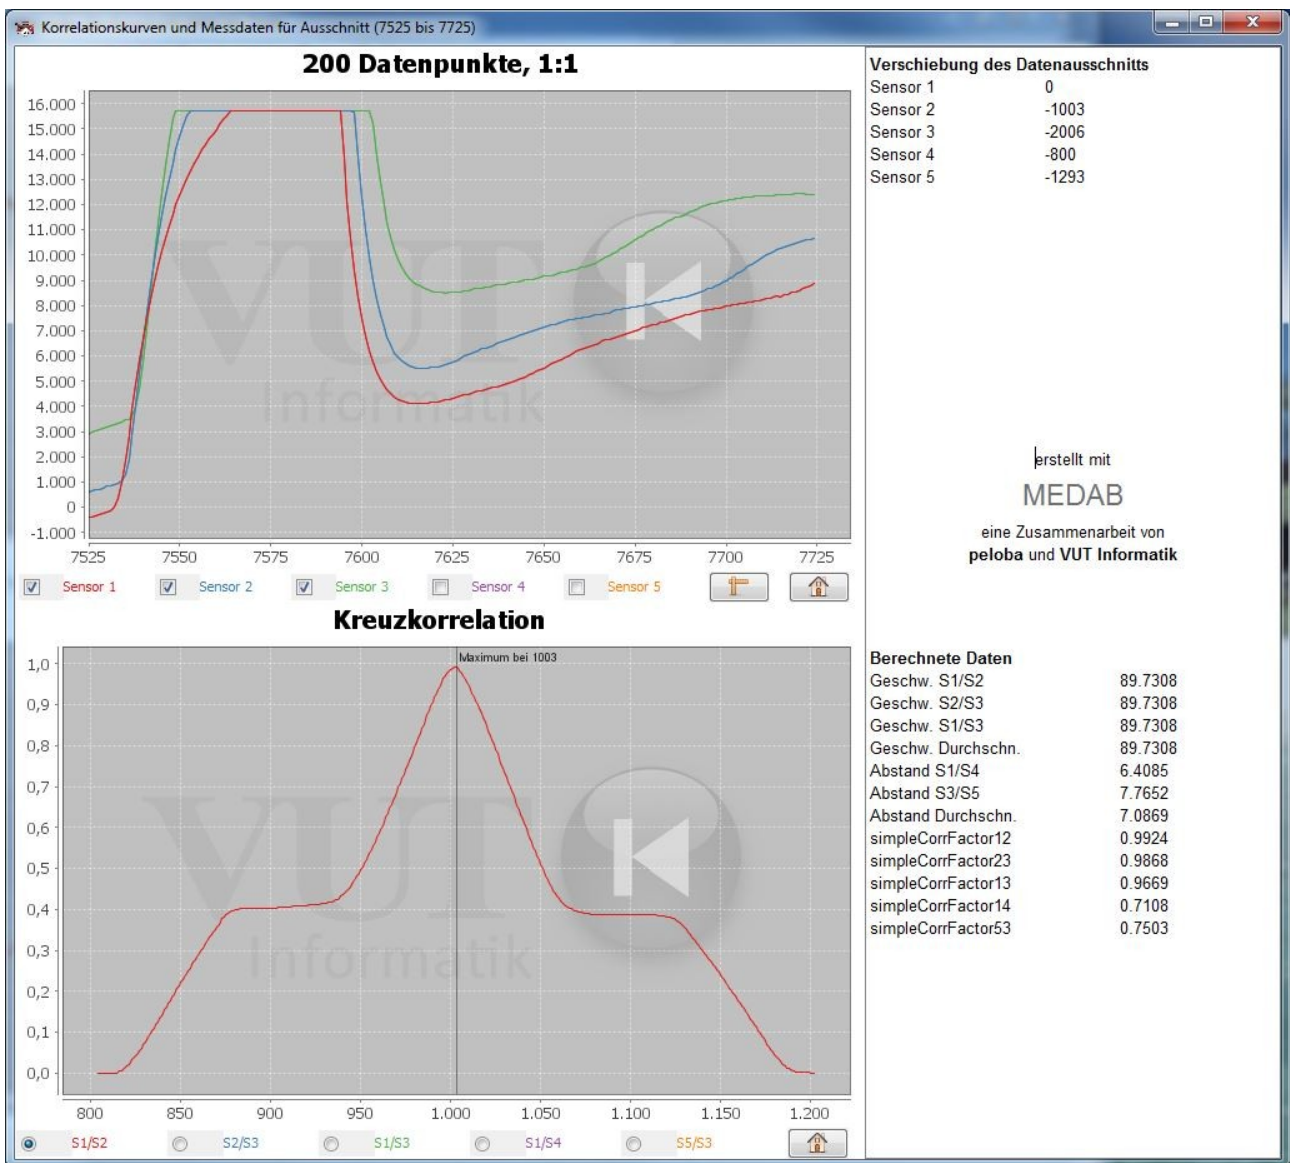 Korrelationskurven und Messdaten für Ausschnitt (7525 bis 7725)
200 Datenpunkte, 1:1
16.000
15.000
14.000
13.000
12.000
11.000
10.000
9.000
8.000
7.000
6.000
5.000
4.000
3.000
2.000
1.000
0
-1.000
VUT
Informatik
7525 7550 7575 7600 7625 7650 7675 7700 7725
Sensor 1 Sensor 2 Sensor 3 Sensor 4 Sensor 5
Kreuzkorrelation
Maximum bei 1003
1,0
0,9
0,8
0,7
0,6
0,5
0,4
0,3
0,2
0,1
0,0
VUT
Informatik
800 850 900 950 1.000 1.050 1.100 1.150 1.200
S1/S2 S2/S3 S1/S3 S1/S4 S5/S3
Verschiebung des Datenausschnitts
Sensor 1 0
Sensor 2 -1003
Sensor 3 -2006
Sensor 4 -800
Sensor 5 -1293
erstellt mit
MEDAB
eine Zusammenarbeit von
peloba und VUT Informatik
Berechnete Daten
Geschw. S1/S2 89.7308
Geschw. S2/S3 89.7308
Geschw. S1/S3 89.7308
Geschw. Durchschn. 89.7308
Abstand S1/S4 6.4085
Abstand S3/S5 7.7652
Abstand Durchschn. 7.0869
simpleCorrFactor12 0.9924
simpleCorrFactor23 0.9868
simpleCorrFactor13 0.9669
simpleCorrFactor14 0.7108
simpleCorrFactor53 0.7503